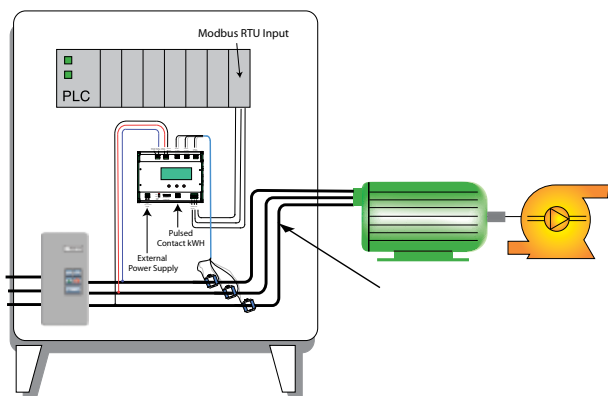 Modbus RTU Input
PLC
Pulsed
Contact kWH
External
Power Supply